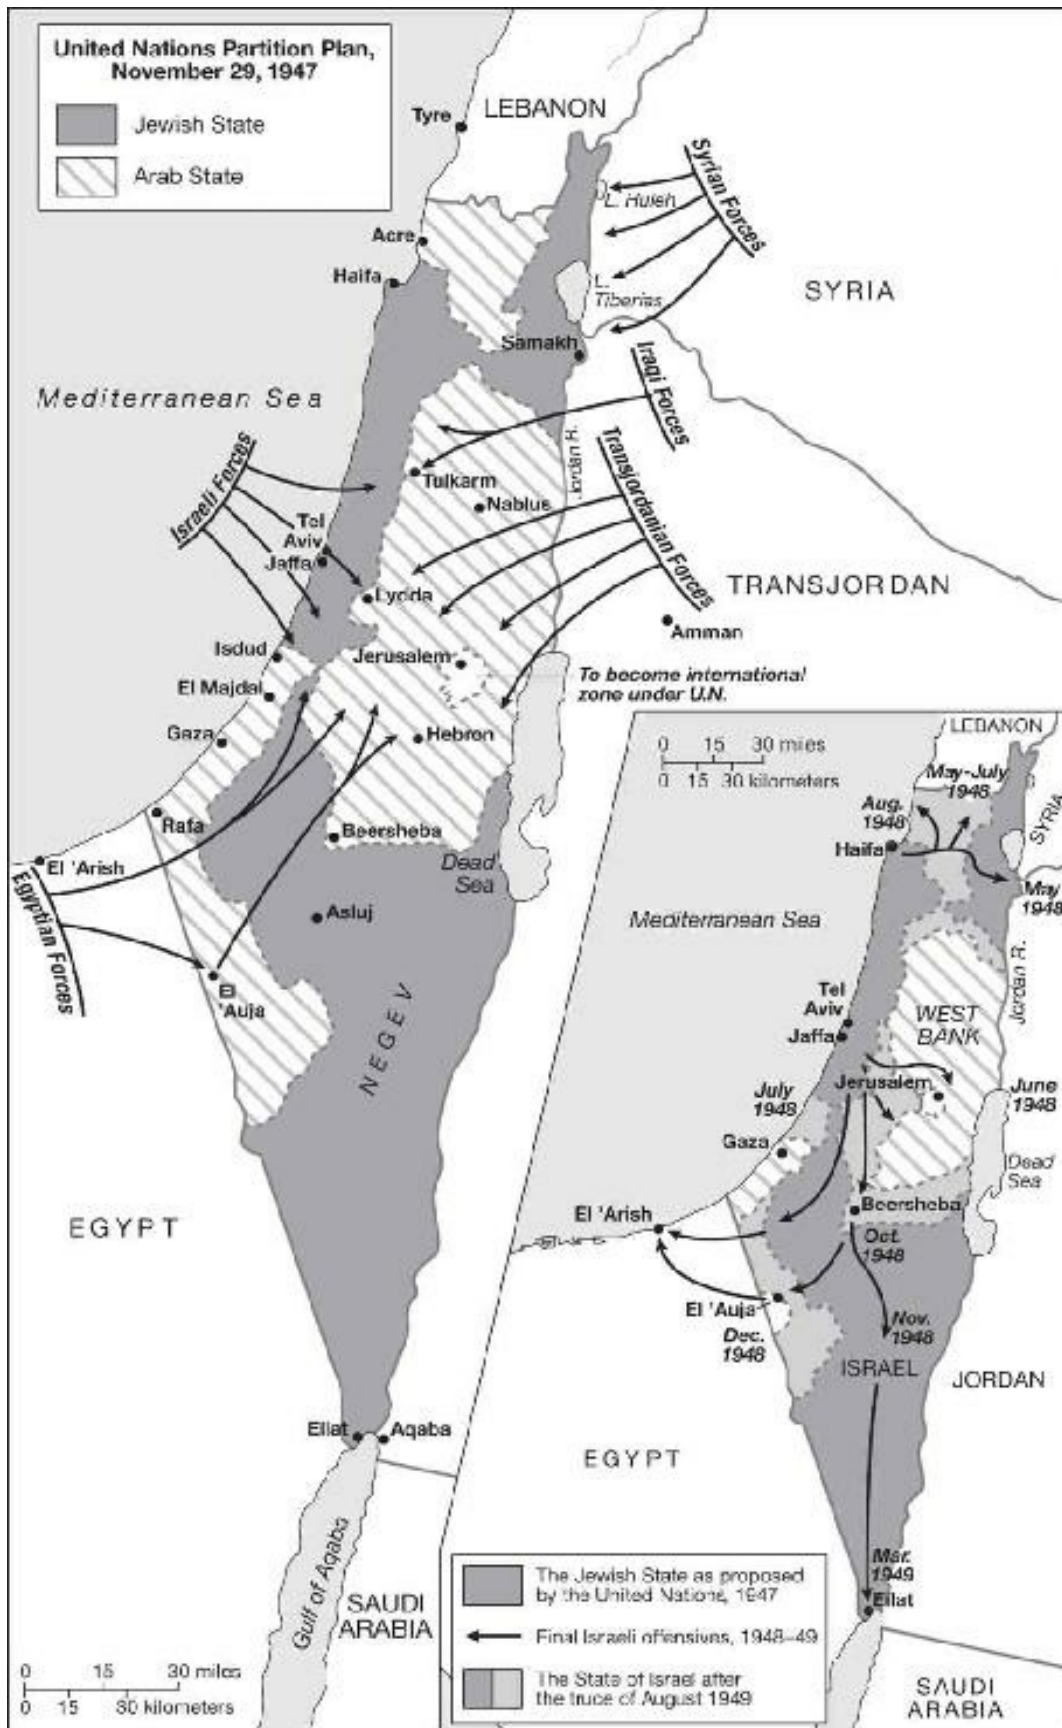 United Nations Partition Plan,
November 29, 1947
Jewish State
Arab State
LEBANON
Tyre
Syrian Forces
L. Huleh
Acre
Haifa
L.
Tiberias
SYRIA
Samakh
Iraqi Forces
Mediterranean Sea
Jordan R.
Transjordanian Forces
Israeli Forces
Tulkarm
Nablus
Tel
Aviv
Jaffa
Lydda
TRANSJORDAN
Amman
Isdud
Jerusalem
To become international
zone under U.N.
El Majdal
Gaza
Hebron
Rafa
Beersheba
Dead
Sea
El 'Arish
Egyptian Forces
Asluj
El
'Auja
NEGEV
EGYPT
Eilat
Aqaba
Gulf of Aqaba
SAUDI
ARABIA
0 15 30 miles
0 15 30 kilometers
LEBANON
0 15 30 miles
0 15 30 kilometers
May-July
1948
Aug.
1948
SYRIA
Haifa
May
1948
Mediterranean Sea
Jordan R.
Tel
Aviv
Jaffa
WEST
BANK
Jerusalem
July
1948
June
1948
Gaza
Dead
Sea
Beersheba
El 'Arish
Oct.
1948
El 'Auja
Dec.
1948
Nov.
1948
ISRAEL
JORDAN
EGYPT
Mar.
1949
Eilat
The Jewish State as proposed
by the United Nations, 1947
Final Israeli offensives, 1948–49
The State of Israel after
the truce of August 1949
SAUDI
ARABIA